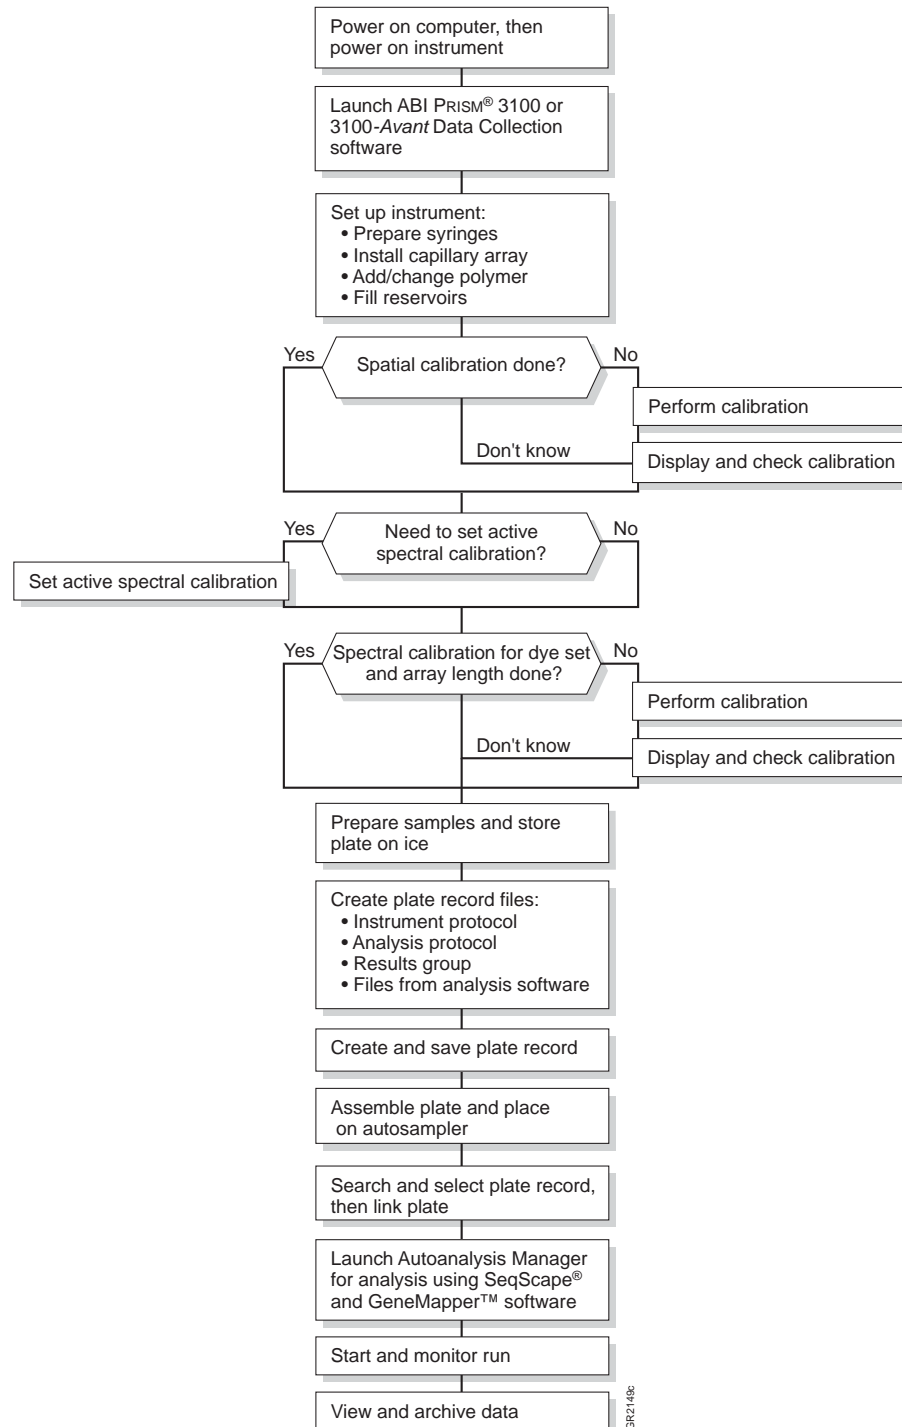 Power on computer, then
power on instrument
Launch ABI PRISM® 3100 or
3100-Avant Data Collection
software
Set up instrument:
• Prepare syringes
• Install capillary array
• Add/change polymer
• Fill reservoirs
Yes
Spatial calibration done?
No
Perform calibration
Don't know
Display and check calibration
Yes
Need to set active
spectral calibration?
No
Set active spectral calibration
Yes
Spectral calibration for dye set
and array length done?
No
Perform calibration
Don't know
Display and check calibration
Prepare samples and store
plate on ice
Create plate record files:
• Instrument protocol
• Analysis protocol
• Results group
• Files from analysis software
Create and save plate record
Assemble plate and place
on autosampler
Search and select plate record,
then link plate
Launch Autoanalysis Manager
for analysis using SeqScape®
and GeneMapper™ software
Start and monitor run
View and archive data
GR2149c